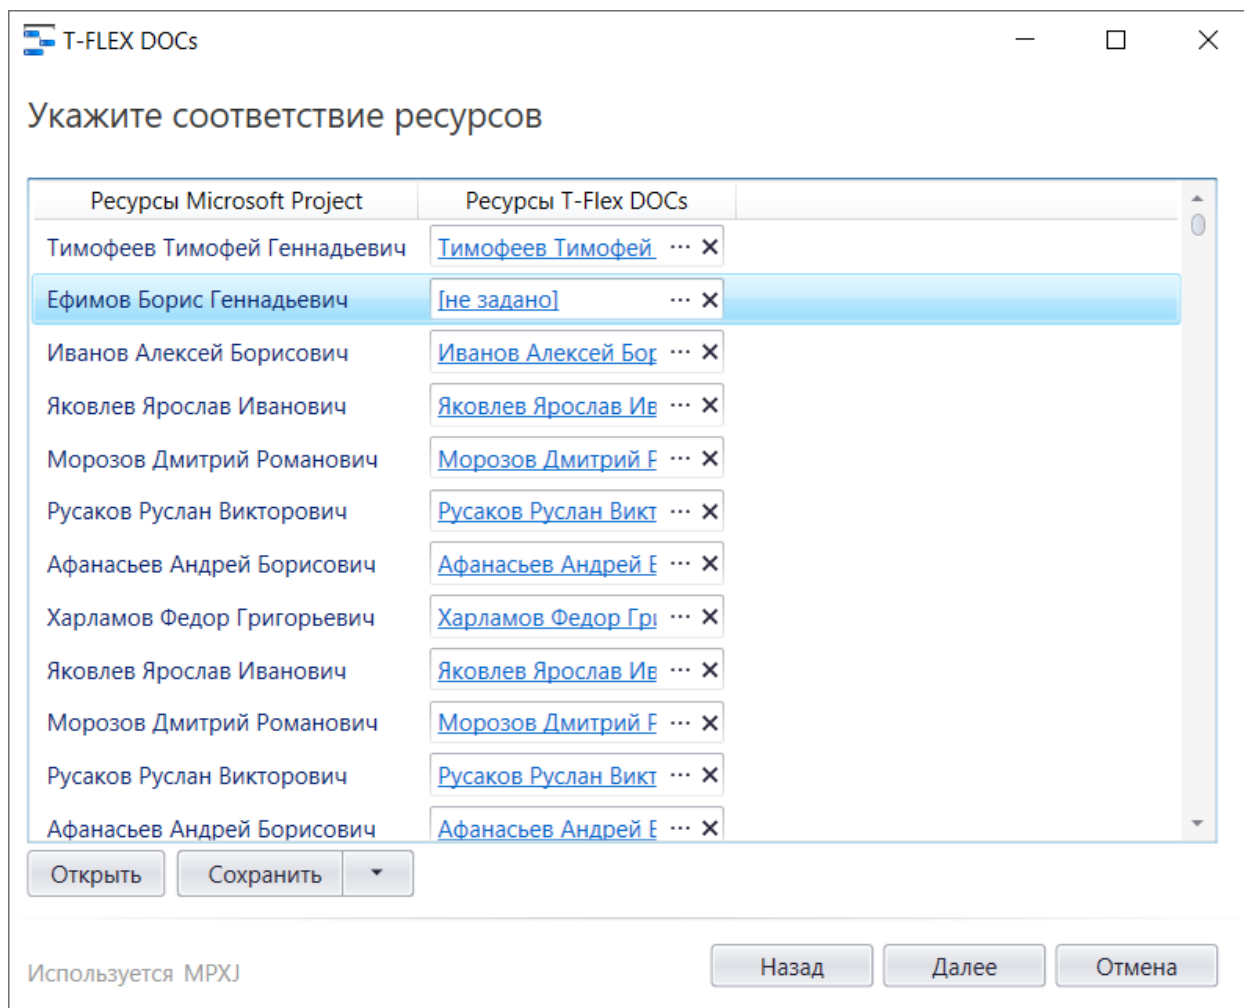 T-FLEX DOCs
Укажите соответствие ресурсов
Ресурсы Microsoft Project Ресурсы T-Flex DOCs
Тимофеев Тимофей Геннадьевич Тимофеев Тимофей ··· ✕
Ефимов Борис Геннадьевич [не задано] ··· ✕
Иванов Алексей Борисович Иванов Алексей Бор ··· ✕
Яковлев Ярослав Иванович Яковлев Ярослав Ив ··· ✕
Морозов Дмитрий Романович Морозов Дмитрий Р ··· ✕
Русаков Руслан Викторович Русаков Руслан Викт ··· ✕
Афанасьев Андрей Борисович Афанасьев Андрей Б ··· ✕
Харламов Федор Григорьевич Харламов Федор Гри ··· ✕
Яковлев Ярослав Иванович Яковлев Ярослав Ив ··· ✕
Морозов Дмитрий Романович Морозов Дмитрий Р ··· ✕
Русаков Руслан Викторович Русаков Руслан Викт ··· ✕
Афанасьев Андрей Борисович Афанасьев Андрей Б ··· ✕
Открыть Сохранить
Используется MPXJ Назад Далее Отмена